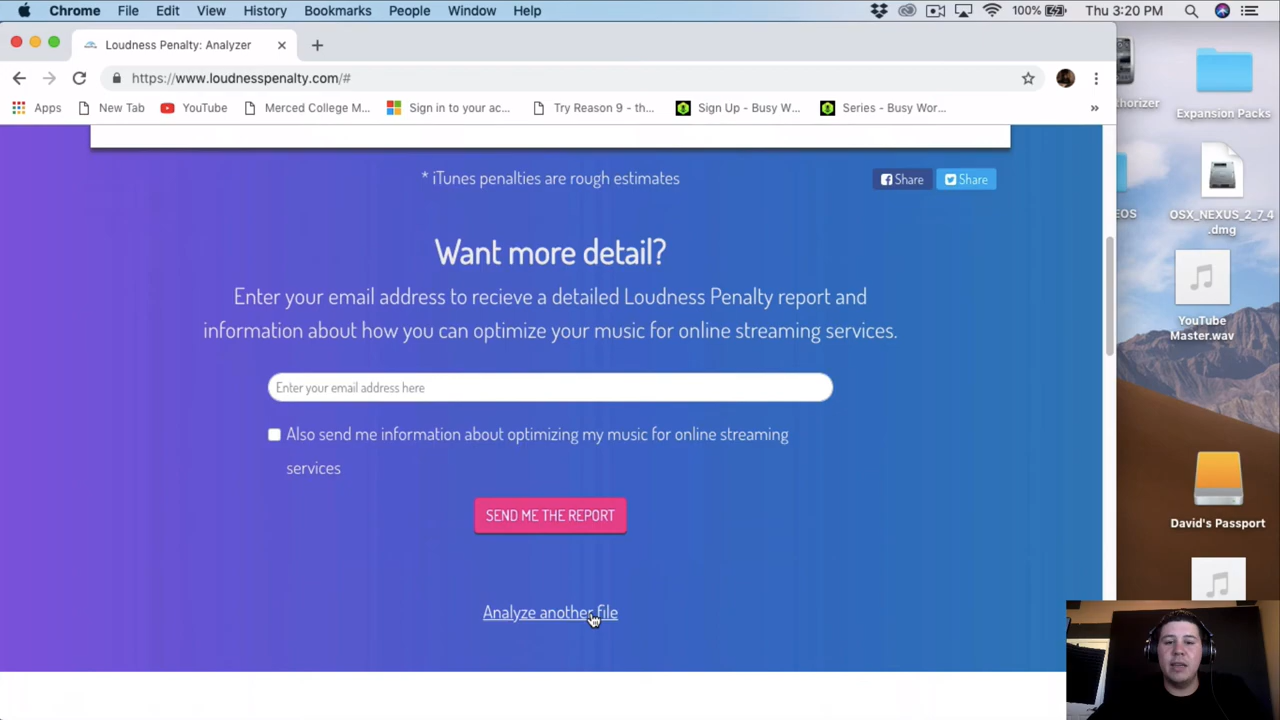 Chrome File Edit View History Bookmarks People Window Help 100% Thu 3:20 PM
Loudness Penalty: Analyzer
https://www.loudnesspenalty.com/#
Apps New Tab YouTube Merced College M... Sign in to your ac... Try Reason 9 - th... Sign Up - Busy W... Series - Busy Wor... »
* iTunes penalties are rough estimates
Share Share
Want more detail?
Enter your email address to recieve a detailed Loudness Penalty report and
information about how you can optimize your music for online streaming services.
Enter your email address here
Also send me information about optimizing my music for online streaming
services
SEND ME THE REPORT
Analyze another file
Expansion Packs
OSX_NEXUS_2_7_4
.dmg
YouTube
Master.wav
David's Passport